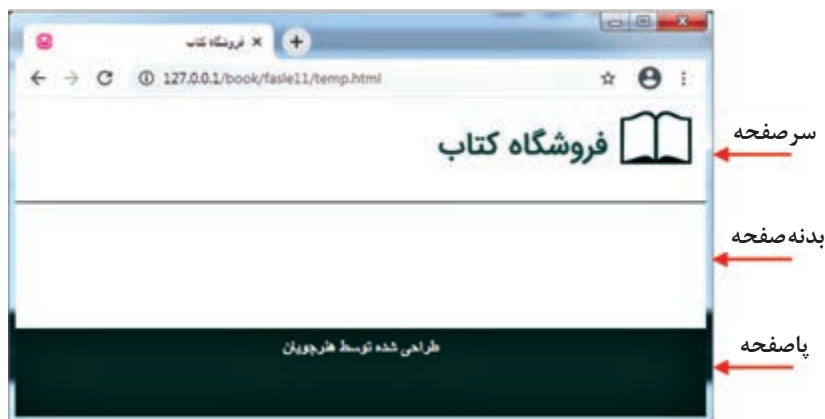 فروشگاه کتاب
127.0.0.1/book/fasle11/temp.html
فروشگاه کتاب
سرصفحه
بدنه صفحه
طراحی شده توسط هنرجویان
پاصفحه